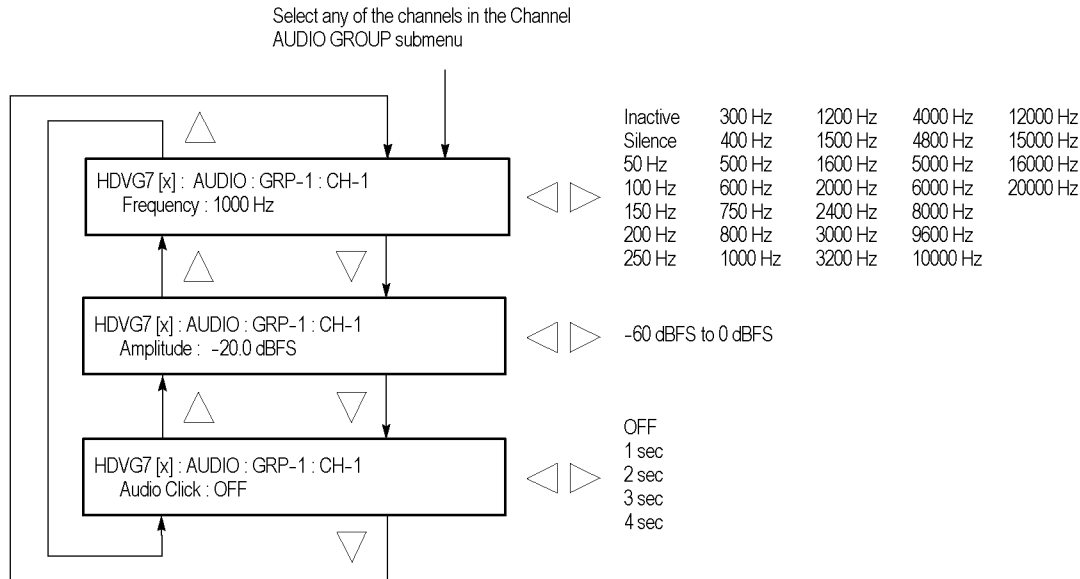 Select any of the channels in the Channel
AUDIO GROUP submenu
HDVG7 [x] : AUDIO : GRP-1 : CH-1
Frequency : 1000 Hz
Inactive 300 Hz 1200 Hz 4000 Hz 12000 Hz
Silence 400 Hz 1500 Hz 4800 Hz 15000 Hz
50 Hz 500 Hz 1600 Hz 5000 Hz 16000 Hz
100 Hz 600 Hz 2000 Hz 6000 Hz 20000 Hz
150 Hz 750 Hz 2400 Hz 8000 Hz
200 Hz 800 Hz 3000 Hz 9600 Hz
250 Hz 1000 Hz 3200 Hz 10000 Hz
HDVG7 [x] : AUDIO : GRP-1 : CH-1
Amplitude : -20.0 dBFS
-60 dBFS to 0 dBFS
HDVG7 [x] : AUDIO : GRP-1 : CH-1
Audio Click : OFF
OFF
1 sec
2 sec
3 sec
4 sec